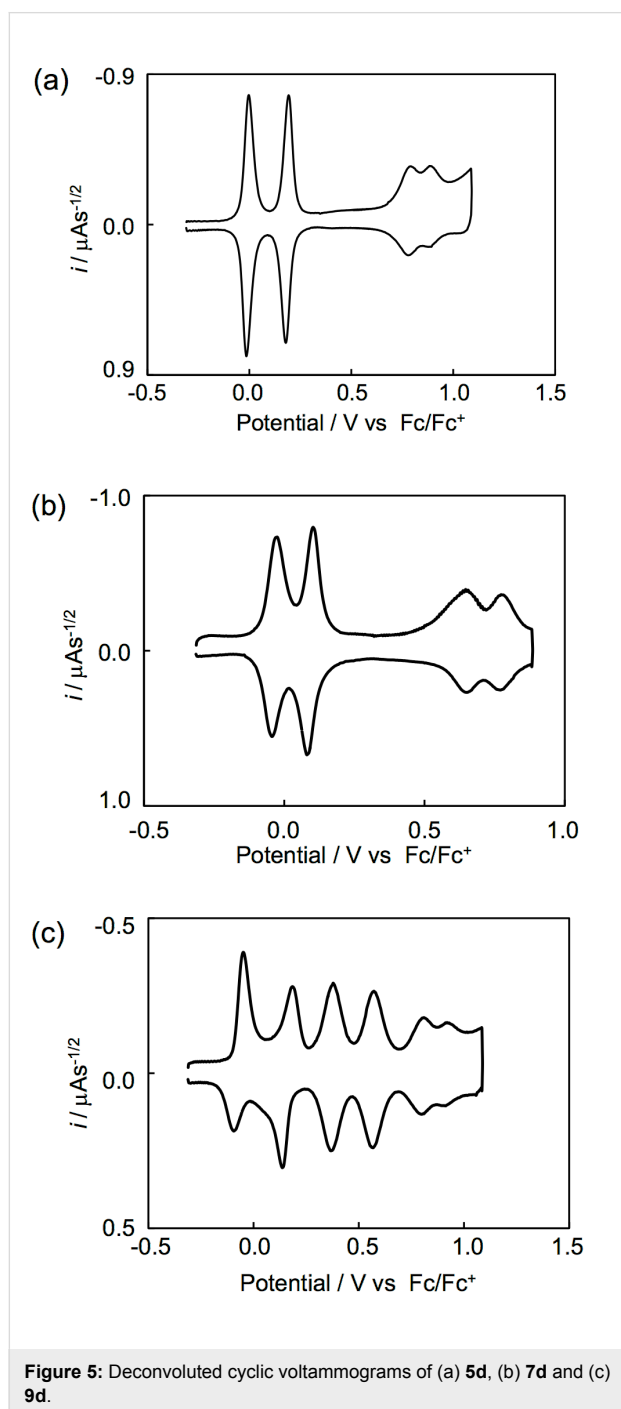 (a)
-0.9
0.0
0.9
i / μAs-1/2
-0.5 0.0 0.5 1.0 1.5
Potential / V vs Fc/Fc+
(b)
-1.0
0.0
1.0
i / μAs-1/2
-0.5 0.0 0.5 1.0
Potential / V vs Fc/Fc+
(c)
-0.5
0.0
0.5
i / μAs-1/2
-0.5 0.0 0.5 1.0 1.5
Potential / V vs Fc/Fc+
Figure 5: Deconvoluted cyclic voltammograms of (a) 5d, (b) 7d and (c)
9d.